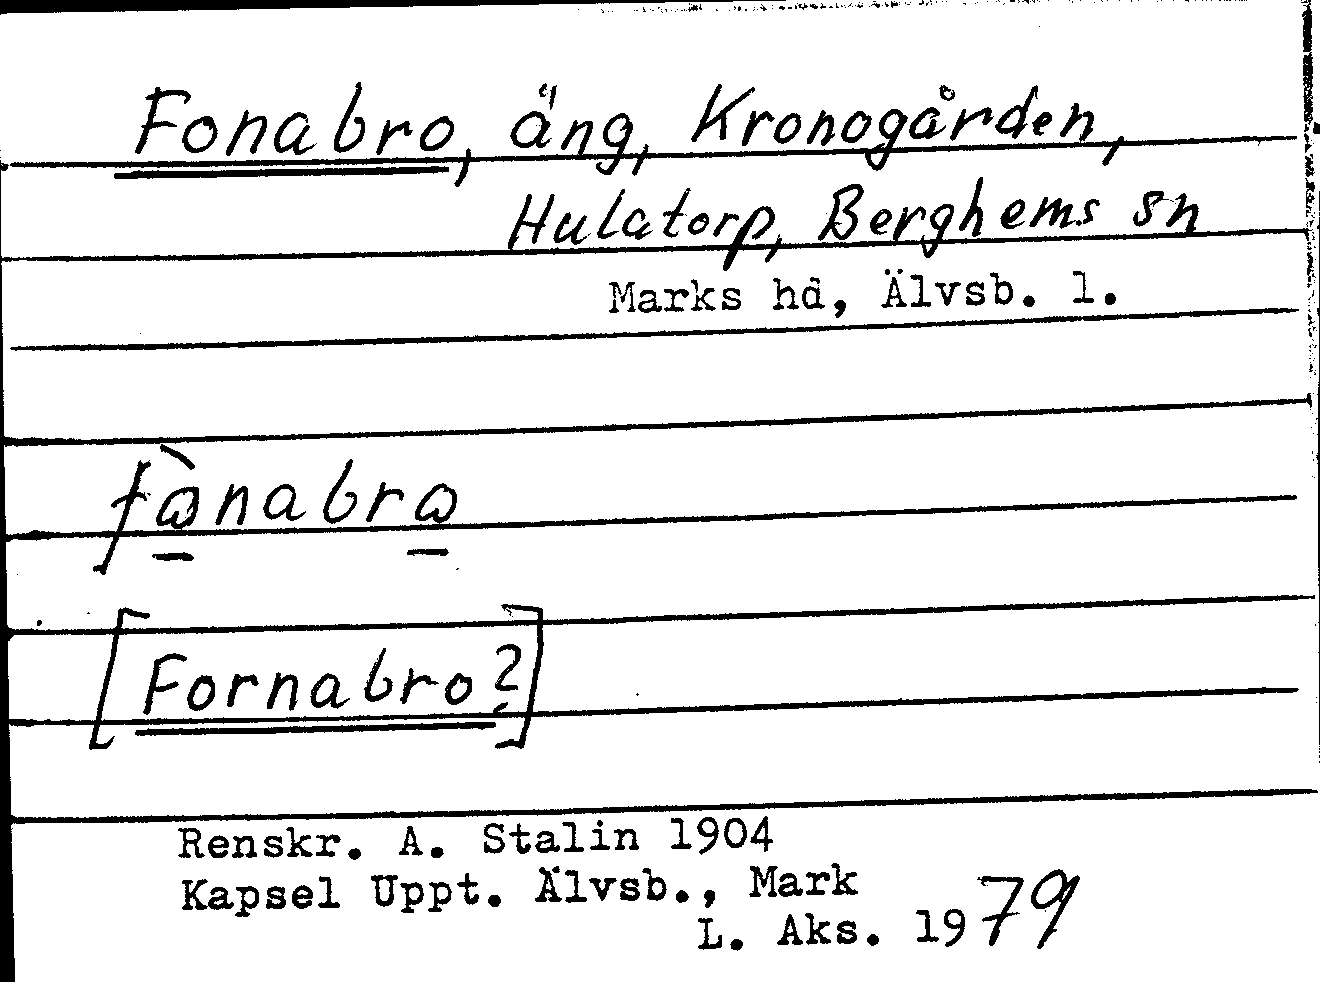 Fonabro, äng, Kronogården,
Hulatorp, Berghems sn
Marks hd, Älvsb. l.
fànabra
[Fornabro?]
Renskr. A. Stalin 1904
Kapsel Uppt. Älvsb., Mark
L. Aks. 1979